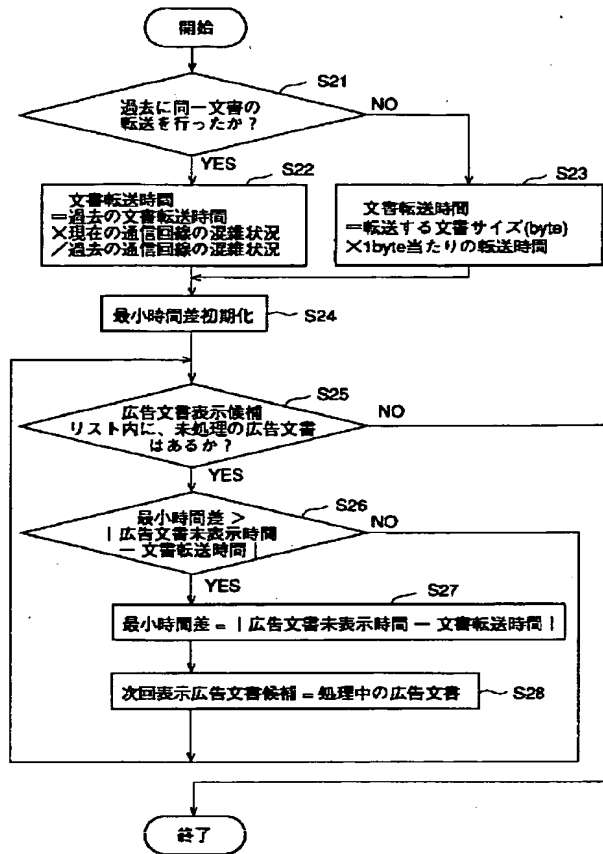 開始
S21
過去に同一文書の
転送を行ったか？
NO
YES
S22
文書転送時間
＝過去の文書転送時間
×現在の通信回線の混雑状況
／過去の通信回線の混雑状況
S23
文書転送時間
＝転送する文書サイズ(byte)
×1byte当たりの転送時間
最小時間差初期化
S24
S25
広告文書表示候補
リスト内に、未処理の広告文書
はあるか？
NO
YES
S26
最小時間差 >
| 広告文書未表示時間
ー 文書転送時間 |
NO
YES
S27
最小時間差 = | 広告文書未表示時間 ー 文書転送時間 |
次回表示広告文書候補 = 処理中の広告文書
S28
終了